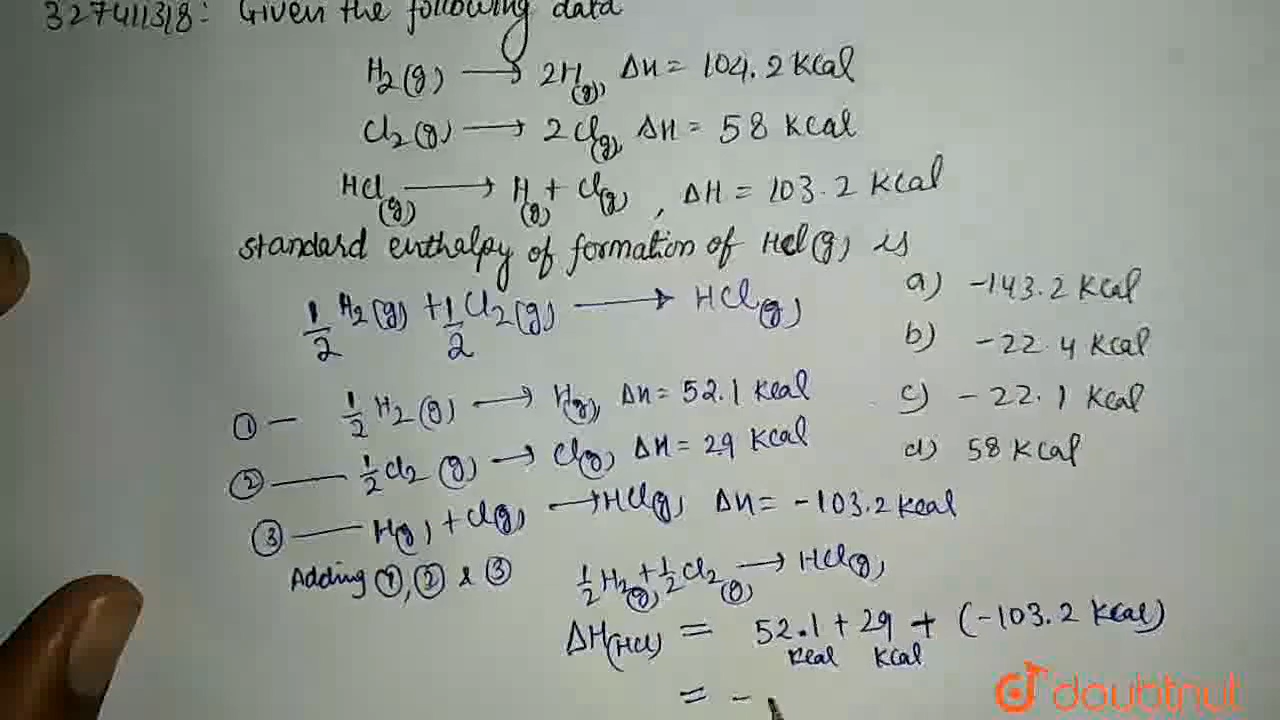 327411318: Given the following data
H2(g) ⟶ 2H(g), ΔH = 104.2 Kcal
Cl2(g) ⟶ 2Cl(g), ΔH = 58 Kcal
HCl(g) ⟶ H(g) + Cl(g), ΔH = 103.2 Kcal
standard enthalpy of formation of HCl(g) is
1/2 H2(g) + 1/2 Cl2(g) ⟶ HCl(g)
a) -143.2 Kcal
b) -22.4 Kcal
c) -22.1 Kcal
d) 58 Kcal
① — 1/2 H2(g) ⟶ H(g), ΔH = 52.1 Kcal
② — 1/2 Cl2(g) ⟶ Cl(g), ΔH = 29 Kcal
③ — H(g) + Cl(g) ⟶ HCl(g), ΔH = -103.2 Kcal
Adding ①, ② & ③ 1/2 H2(g) + 1/2 Cl2(g) ⟶ HCl(g),
ΔH(HCl) = 52.1 Kcal + 29 Kcal + (-103.2 Kcal)
= -
doubtnut